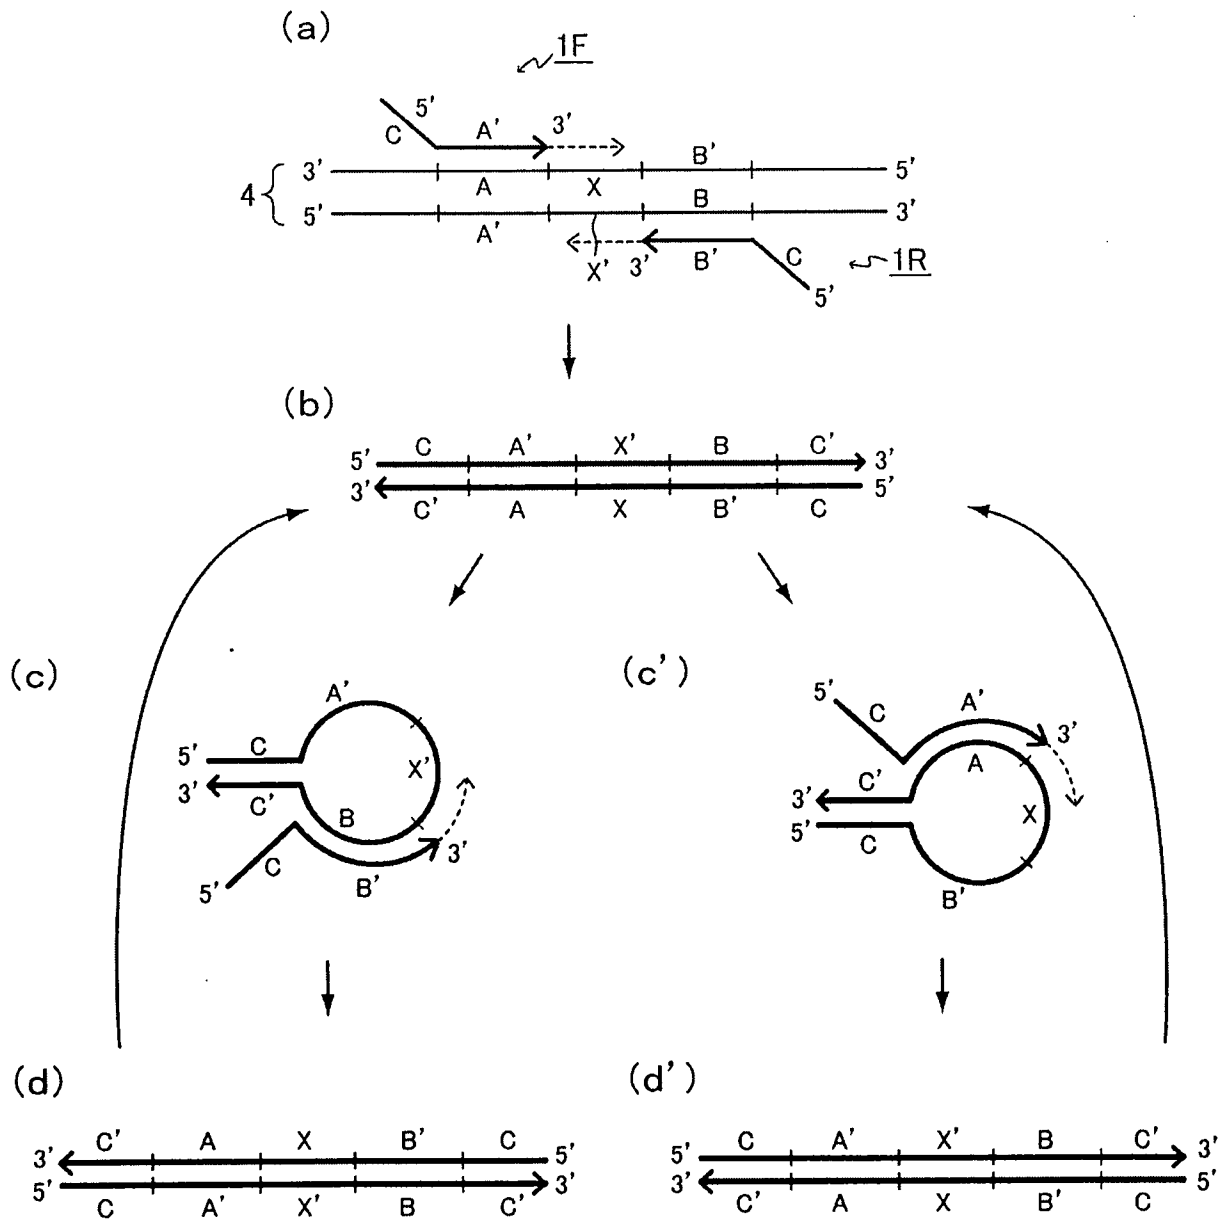 (a)
1F
5'
C A' 3'
B'
3' 5'
A X B
4
5' 3'
A'
X' 3' B' C 1R
5'
(b)
C A' X' B C'
5' 3'
3' 5'
C' A X B' C
(c)
A'
5' C
X'
3' C'
B
C 3'
5' B'
(c')
5' C A' 3'
A
3' C' X
5' C
B'
(d)
C' A X B' C
3' 5'
5' 3'
C A' X' B C'
(d')
C A' X' B C'
5' 3'
3' 5'
C' A X B' C